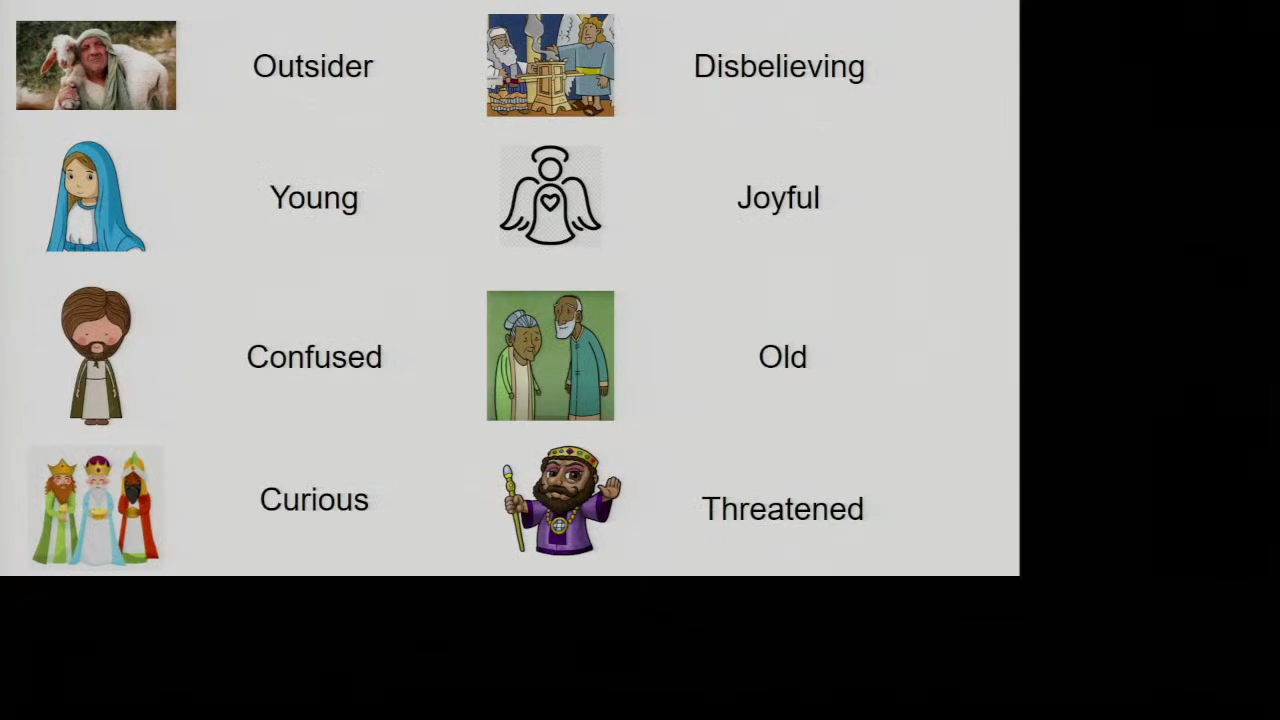 Outsider
Disbelieving
Young
Joyful
Confused
Old
Curious
Threatened